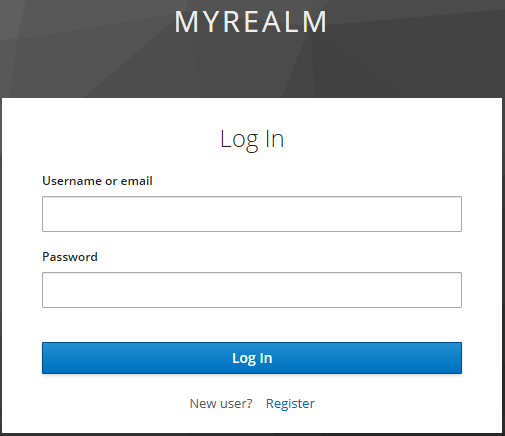 MYREALM
Log In
Username or email
Password
Log In
New user? Register